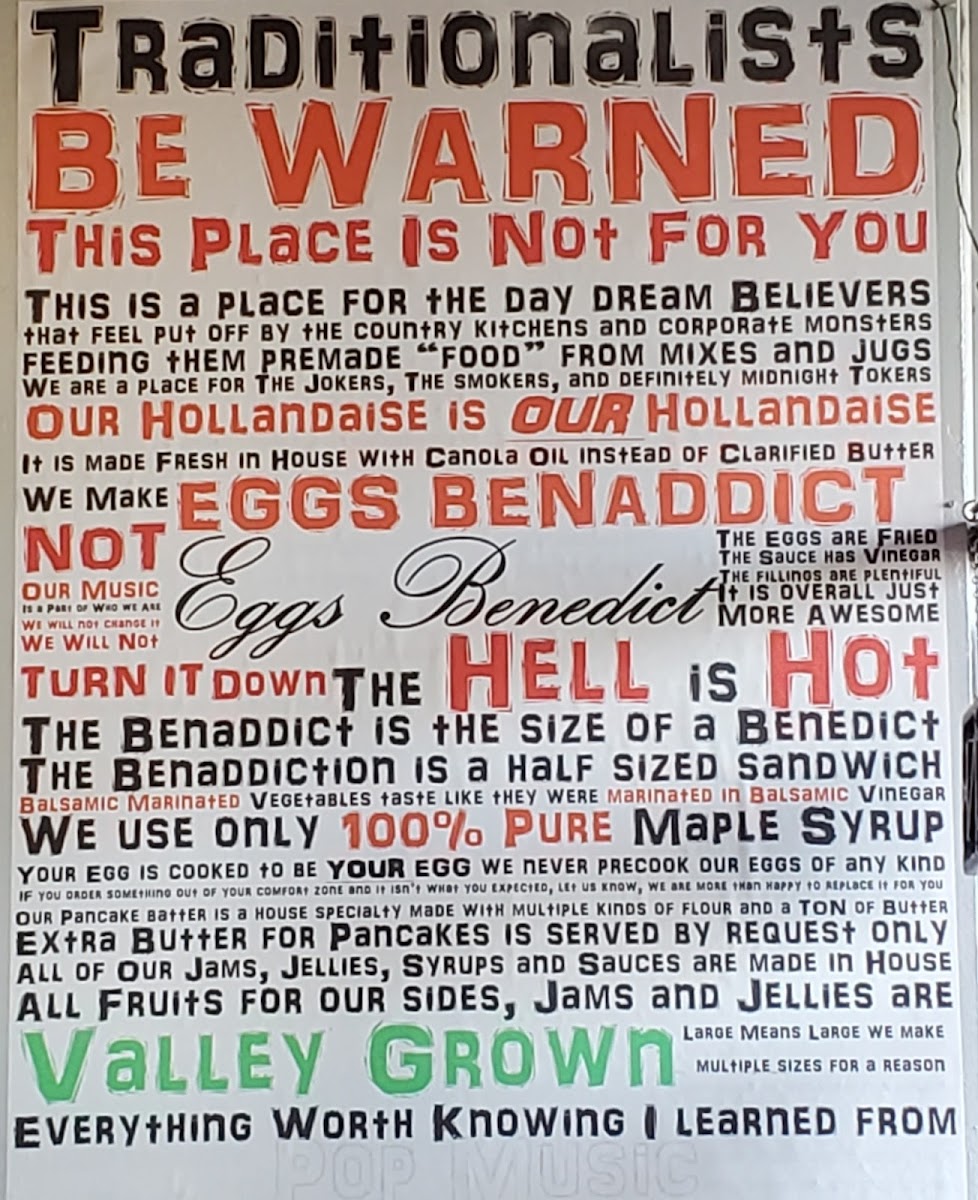 Traditionalists
Be Warned
This Place Is Not For You
This is a place for the day dream Believers
that feel put off by the country kitchens and corporate monsters
feeding them premade “food” from mixes and jugs
We are a place for The Jokers, The smokers, and definitely midnight Tokers
Our Hollandaise is OUR Hollandaise
It is made Fresh in House with Canola Oil instead of Clarified Butter
We Make EGGS BENADDICT
NOT
Eggs Benedict
The Eggs are Fried
The Sauce has Vinegar
The fillings are plentiful
It is overall just
More Awesome
Our Music
Is a Part of Who we are
We will not change it
We Will Not
Turn It Down
The Hell is Hot
The Benaddict is the size of a Benedict
The Benaddiction is a half sized sandwich
Balsamic Marinated Vegetables taste like they were marinated in Balsamic Vinegar
We use only 100% Pure Maple Syrup
Your egg is cooked to be YOUR egg we never precook our eggs of any kind
If you order something out of your comfort zone and it isn't what you expected, let us know, we are more than happy to replace it for you
Our Pancake batter is a house specialty made with multiple kinds of flour and a TON of Butter
Extra Butter for Pancakes is served by request only
All of Our Jams, Jellies, Syrups and Sauces are made in House
All Fruits for our sides, Jams and Jellies are
Valley Grown
Large Means Large we make
multiple sizes for a reason
Everything Worth Knowing I learned from
Pop Music